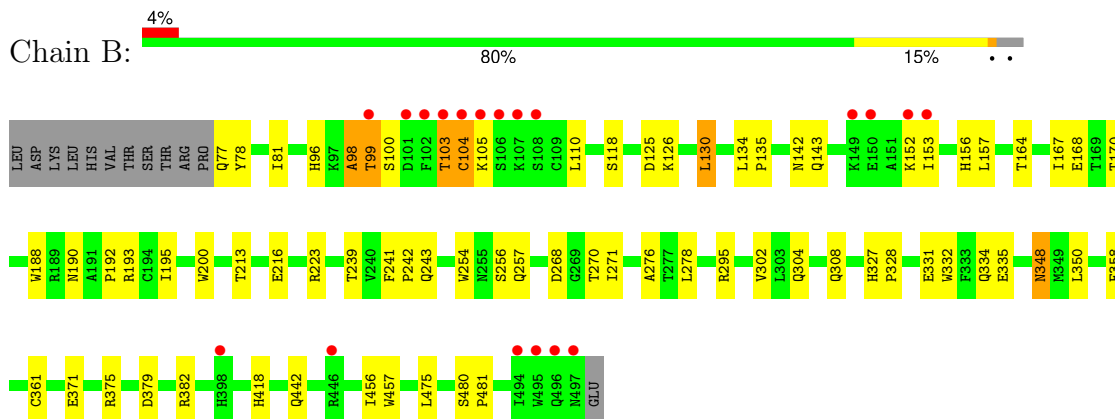 4%
Chain B:
80% 15% • •
LEU ASP LYS LEU HIS VAL THR SER THR ARG PRO Q77 Y78 I81 H96 K97 A98 T99 S100 D101 F102 T103 C104 K105 S106 K107 S108 C109 L110 S118 D125 K126 L130 L134 P135 N142 Q143 K149 E150 A151 K152 I153 H156 L157 T164 I167 E168 T169
W188 R189 N190 A191 P192 R193 C194 I195 W200 T213 E216 R223 T239 V240 F241 P242 Q243 W254 N255 S256 Q257 D268 G269 T270 I271 A276 T277 L278 R295 V302 L303 Q304 Q308 H327 P328 E331 W332 F333 Q334 E335 N348 M349 L350
C361 E371 R375 D379 R382 H398 H418 Q442 R446 I456 W457 L475 S480 P481 I494 W495 Q496 N497 GLU